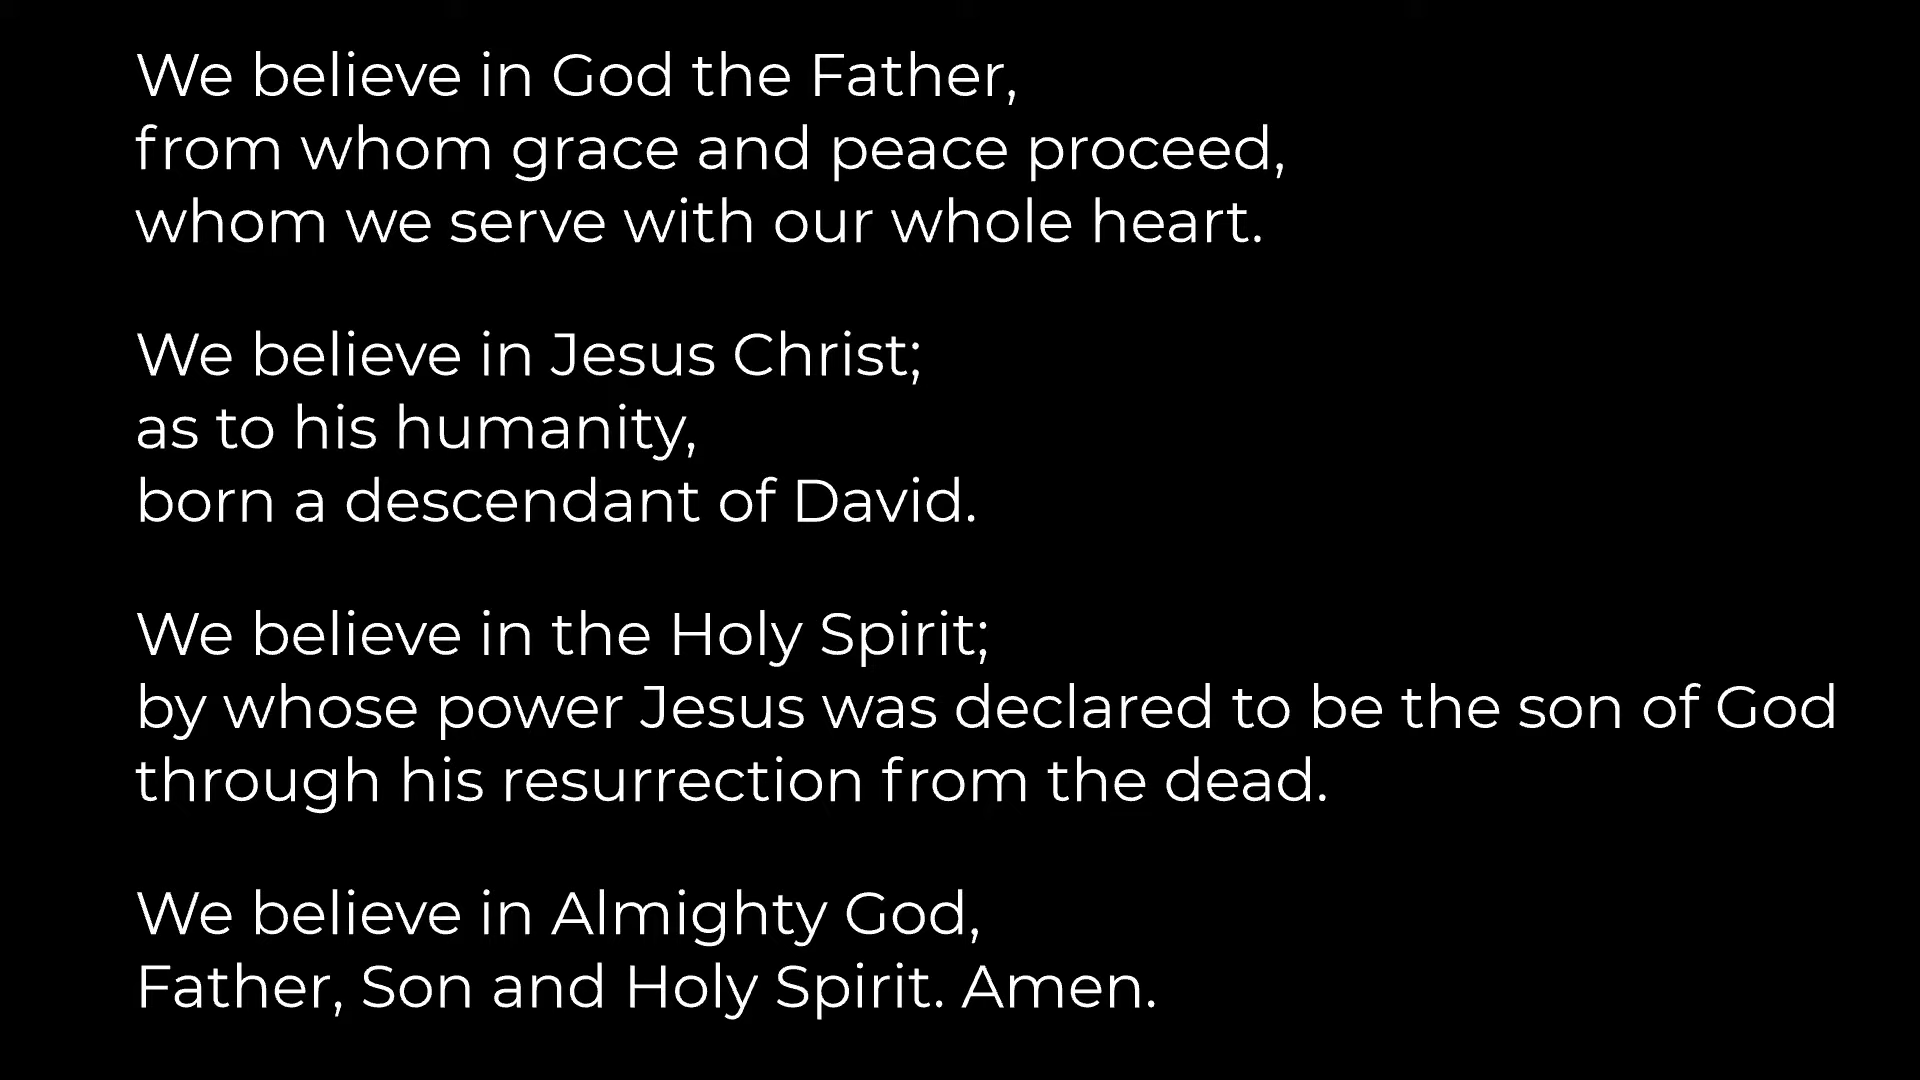 We believe in God the Father,
from whom grace and peace proceed,
whom we serve with our whole heart.
We believe in Jesus Christ;
as to his humanity,
born a descendant of David.
We believe in the Holy Spirit;
by whose power Jesus was declared to be the son of God
through his resurrection from the dead.
We believe in Almighty God,
Father, Son and Holy Spirit. Amen.